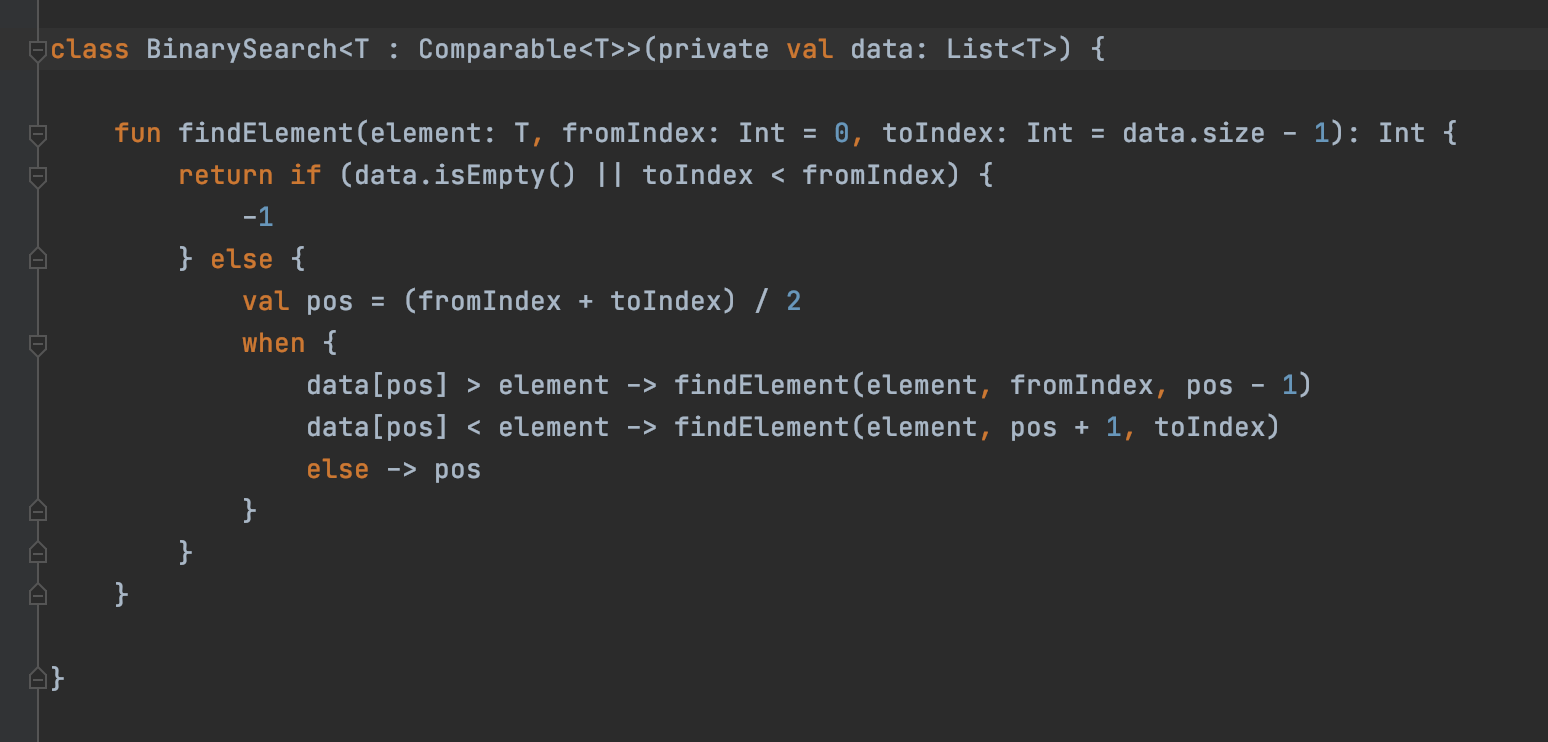 class BinarySearch<T : Comparable<T>>(private val data: List<T>) {
    fun findElement(element: T, fromIndex: Int = 0, toIndex: Int = data.size - 1): Int {
        return if (data.isEmpty() || toIndex < fromIndex) {
            -1
        } else {
            val pos = (fromIndex + toIndex) / 2
            when {
                data[pos] > element -> findElement(element, fromIndex, pos - 1)
                data[pos] < element -> findElement(element, pos + 1, toIndex)
                else -> pos
            }
        }
    }
}